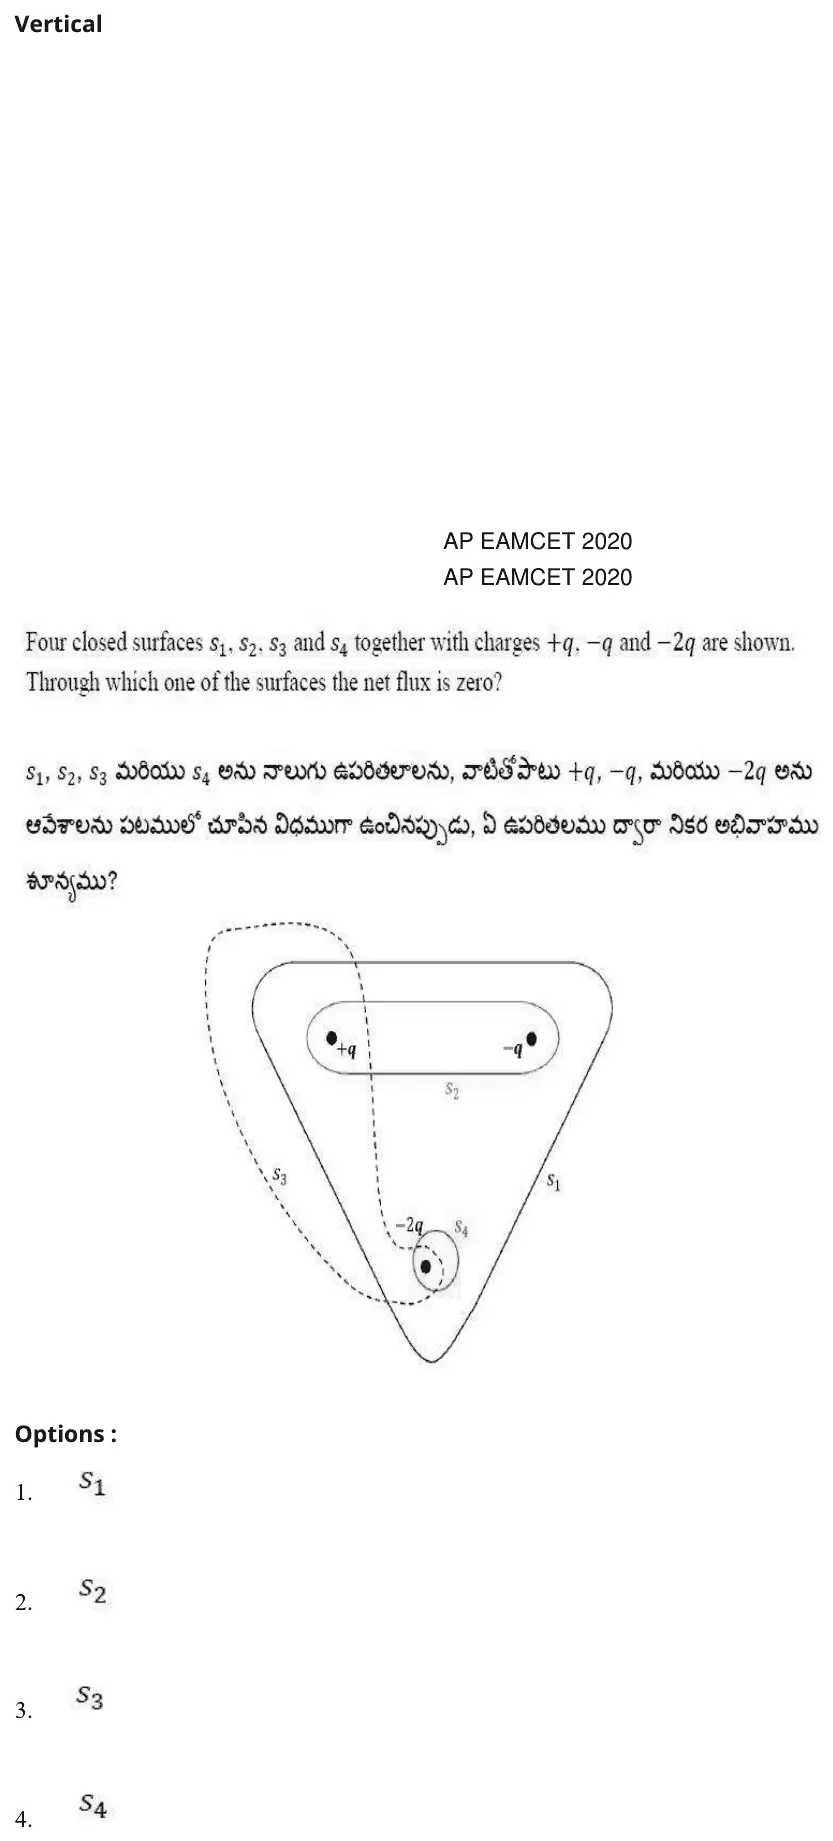 Vertical
AP EAMCET 2020
AP EAMCET 2020
Four closed surfaces s₁, s₂, s₃ and s₄ together with charges +q, −q and −2q are shown.
Through which one of the surfaces the net flux is zero?
s₁, s₂, s₃ మరియు s₄ అను నాలుగు ఉపరితలాలను, వాటితోపాటు +q, −q, మరియు −2q అను
ఆవేశాలను పటములో చూపిన విధముగా ఉంచినప్పుడు, ఏ ఉపరితలము ద్వారా నికర అభివాహము
శూన్యము?
+q
−q
s₂
s₃
s₁
−2q
s₄
Options :
1. s₁
2. s₂
3. s₃
4. s₄